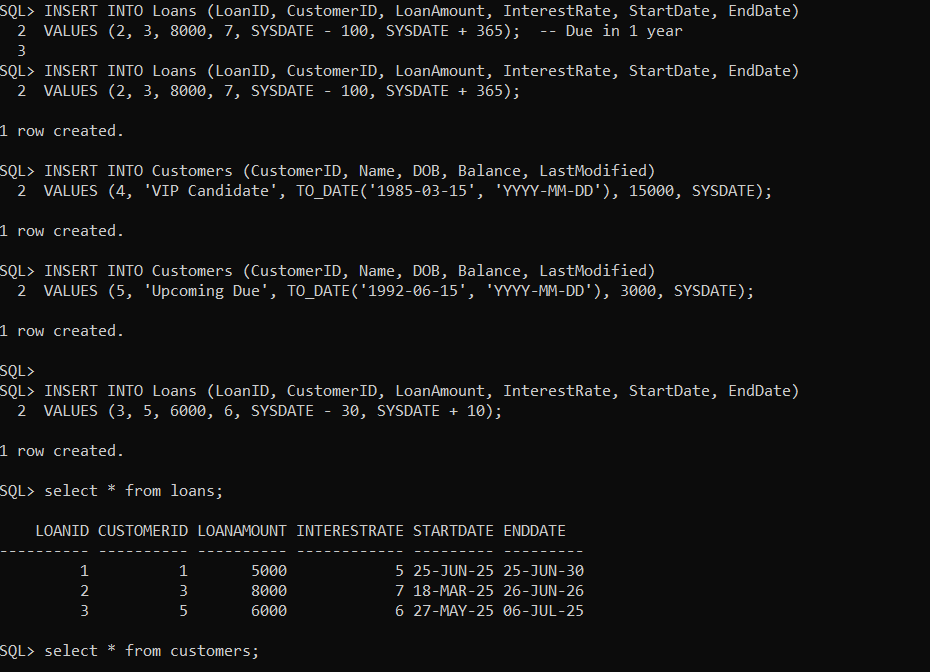 SQL> INSERT INTO Loans (LoanID, CustomerID, LoanAmount, InterestRate, StartDate, EndDate)
  2  VALUES (2, 3, 8000, 7, SYSDATE - 100, SYSDATE + 365);  -- Due in 1 year
  3
SQL> INSERT INTO Loans (LoanID, CustomerID, LoanAmount, InterestRate, StartDate, EndDate)
  2  VALUES (2, 3, 8000, 7, SYSDATE - 100, SYSDATE + 365);

1 row created.

SQL> INSERT INTO Customers (CustomerID, Name, DOB, Balance, LastModified)
  2  VALUES (4, 'VIP Candidate', TO_DATE('1985-03-15', 'YYYY-MM-DD'), 15000, SYSDATE);

1 row created.

SQL> INSERT INTO Customers (CustomerID, Name, DOB, Balance, LastModified)
  2  VALUES (5, 'Upcoming Due', TO_DATE('1992-06-15', 'YYYY-MM-DD'), 3000, SYSDATE);

1 row created.

SQL>
SQL> INSERT INTO Loans (LoanID, CustomerID, LoanAmount, InterestRate, StartDate, EndDate)
  2  VALUES (3, 5, 6000, 6, SYSDATE - 30, SYSDATE + 10);

1 row created.

SQL> select * from loans;

    LOANID CUSTOMERID LOANAMOUNT INTERESTRATE STARTDATE ENDDATE
---------- ---------- ---------- ------------ --------- ---------
         1          1       5000            5 25-JUN-25 25-JUN-30
         2          3       8000            7 18-MAR-25 26-JUN-26
         3          5       6000            6 27-MAY-25 06-JUL-25

SQL> select * from customers;